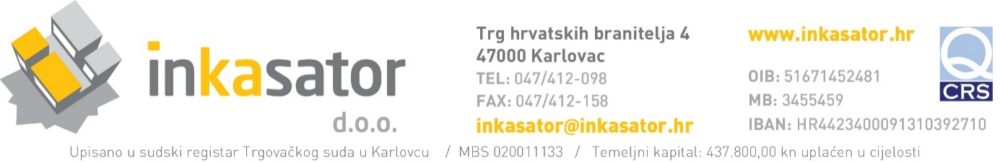 inkasator
d.o.o.
Trg hrvatskih branitelja 4
47000 Karlovac
TEL: 047/412-098
FAX: 047/412-158
inkasator@inkasator.hr
www.inkasator.hr
OIB: 51671452481
MB: 3455459
IBAN: HR4423400091310392710
Q
CRS
Upisano u sudski registar Trgovačkog suda u Karlovcu / MBS 020011133 / Temeljni kapital: 437.800,00 kn uplaćen u cijelosti